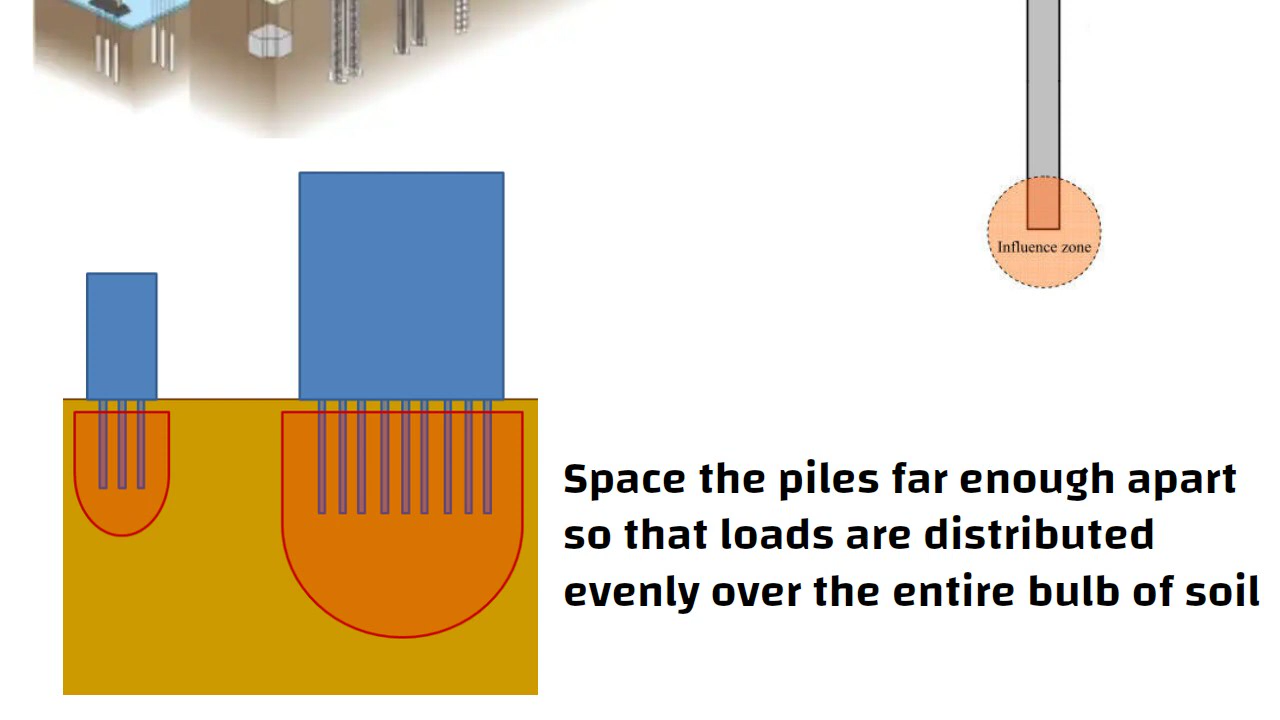 Influence zone
Space the piles far enough apart
so that loads are distributed
evenly over the entire bulb of soil